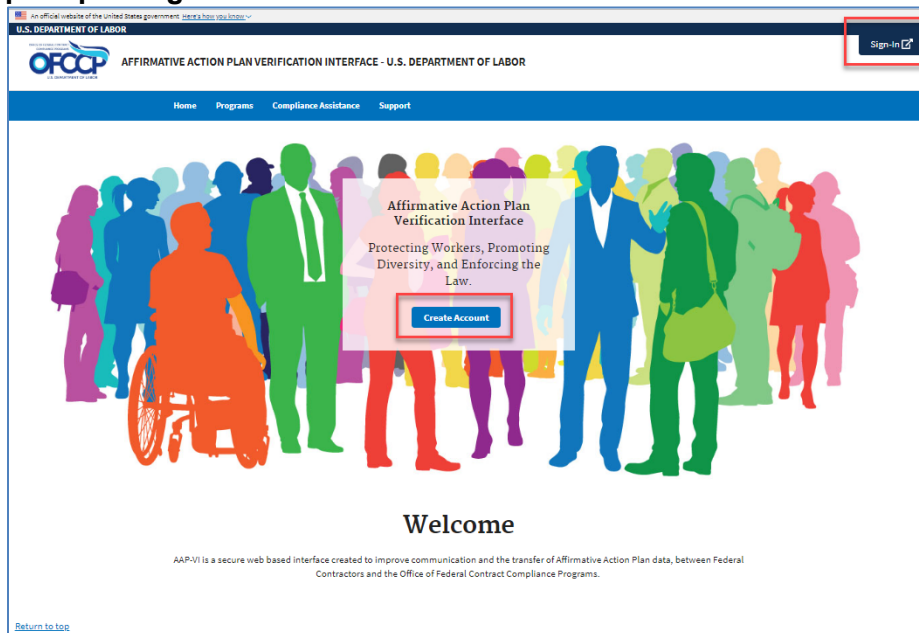 An official website of the United States government Here's how you know
U.S. DEPARTMENT OF LABOR
Sign-In
OFCCP
U.S. DEPARTMENT OF LABOR
AFFIRMATIVE ACTION PLAN VERIFICATION INTERFACE - U.S. DEPARTMENT OF LABOR
Home Programs Compliance Assistance Support
Affirmative Action Plan
Verification Interface
Protecting Workers, Promoting
Diversity, and Enforcing the
Law.
Create Account
Welcome
AAP-VI is a secure web based interface created to improve communication and the transfer of Affirmative Action Plan data, between Federal
Contractors and the Office of Federal Contract Compliance Programs.
Return to top